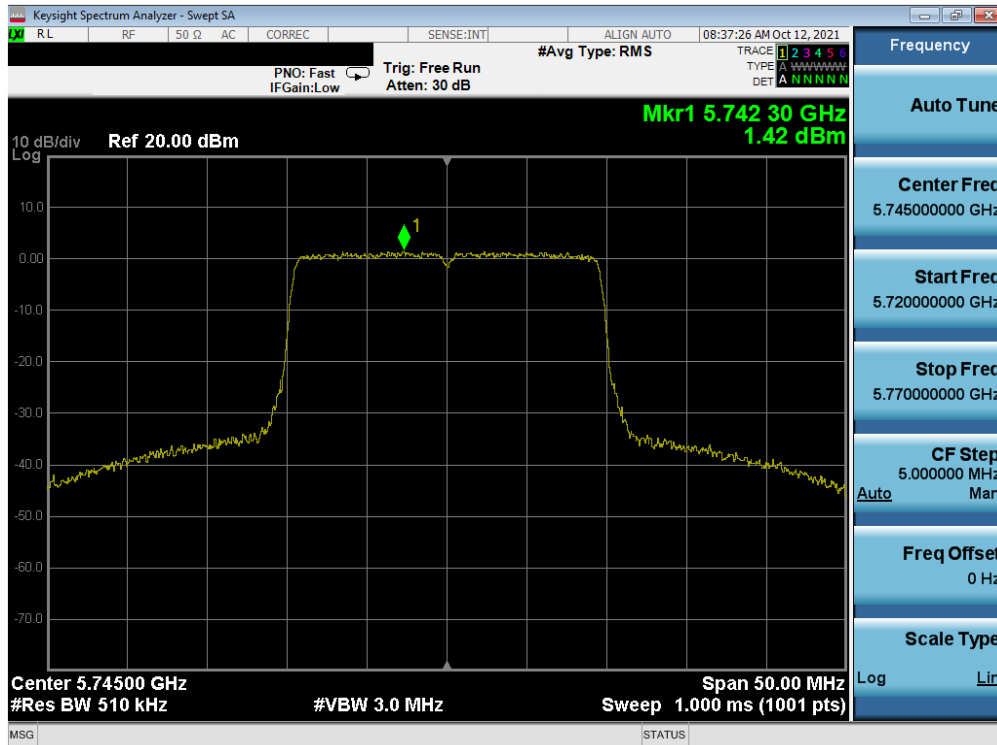 Keysight Spectrum Analyzer - Swept SA
LXI RL RF 50 Ω AC CORREC SENSE:INT ALIGN AUTO 08:37:26 AM Oct 12, 2021
#Avg Type: RMS
TRACE 1 2 3 4 5 6
TYPE A WWWWW
DET A N N N N N
PNO: Fast
IFGain:Low
Trig: Free Run
Atten: 30 dB
Mkr1 5.742 30 GHz
1.42 dBm
10 dB/div Ref 20.00 dBm
Log
10.0
0.00
-10.0
-20.0
-30.0
-40.0
-50.0
-60.0
-70.0
1
Center 5.74500 GHz Span 50.00 MHz
#Res BW 510 kHz #VBW 3.0 MHz Sweep 1.000 ms (1001 pts)
MSG STATUS
Frequency
Auto Tune
Center Freq
5.745000000 GHz
Start Freq
5.720000000 GHz
Stop Freq
5.770000000 GHz
CF Step
5.000000 MHz
Auto Man
Freq Offset
0 Hz
Scale Type
Log Lin